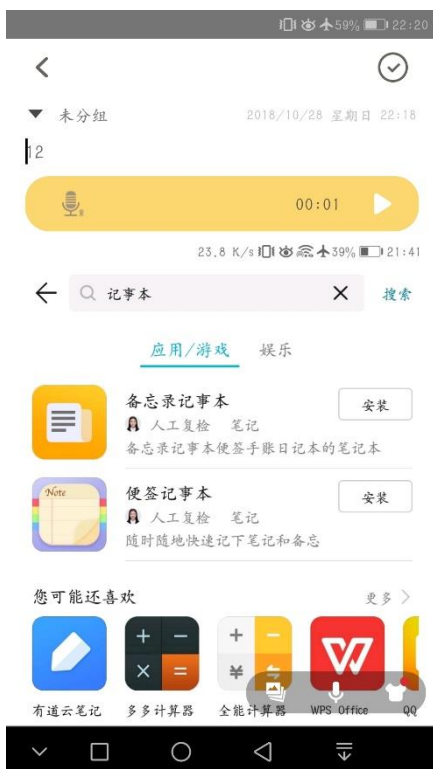 59% 22:20
未分组 2018/10/28 星期日 22:18
12
00:01
23.8 K/s 39% 21:41
记事本 搜索
应用/游戏 娱乐
备忘录记事本 安装
人工复检 笔记
备忘录记事本便签手账日记本的笔记本
Note 便签记事本 安装
人工复检 笔记
随时随地快速记下笔记和备忘
您可能还喜欢 更多
有道云笔记 多多计算器 全能计算器 WPS Office QQ